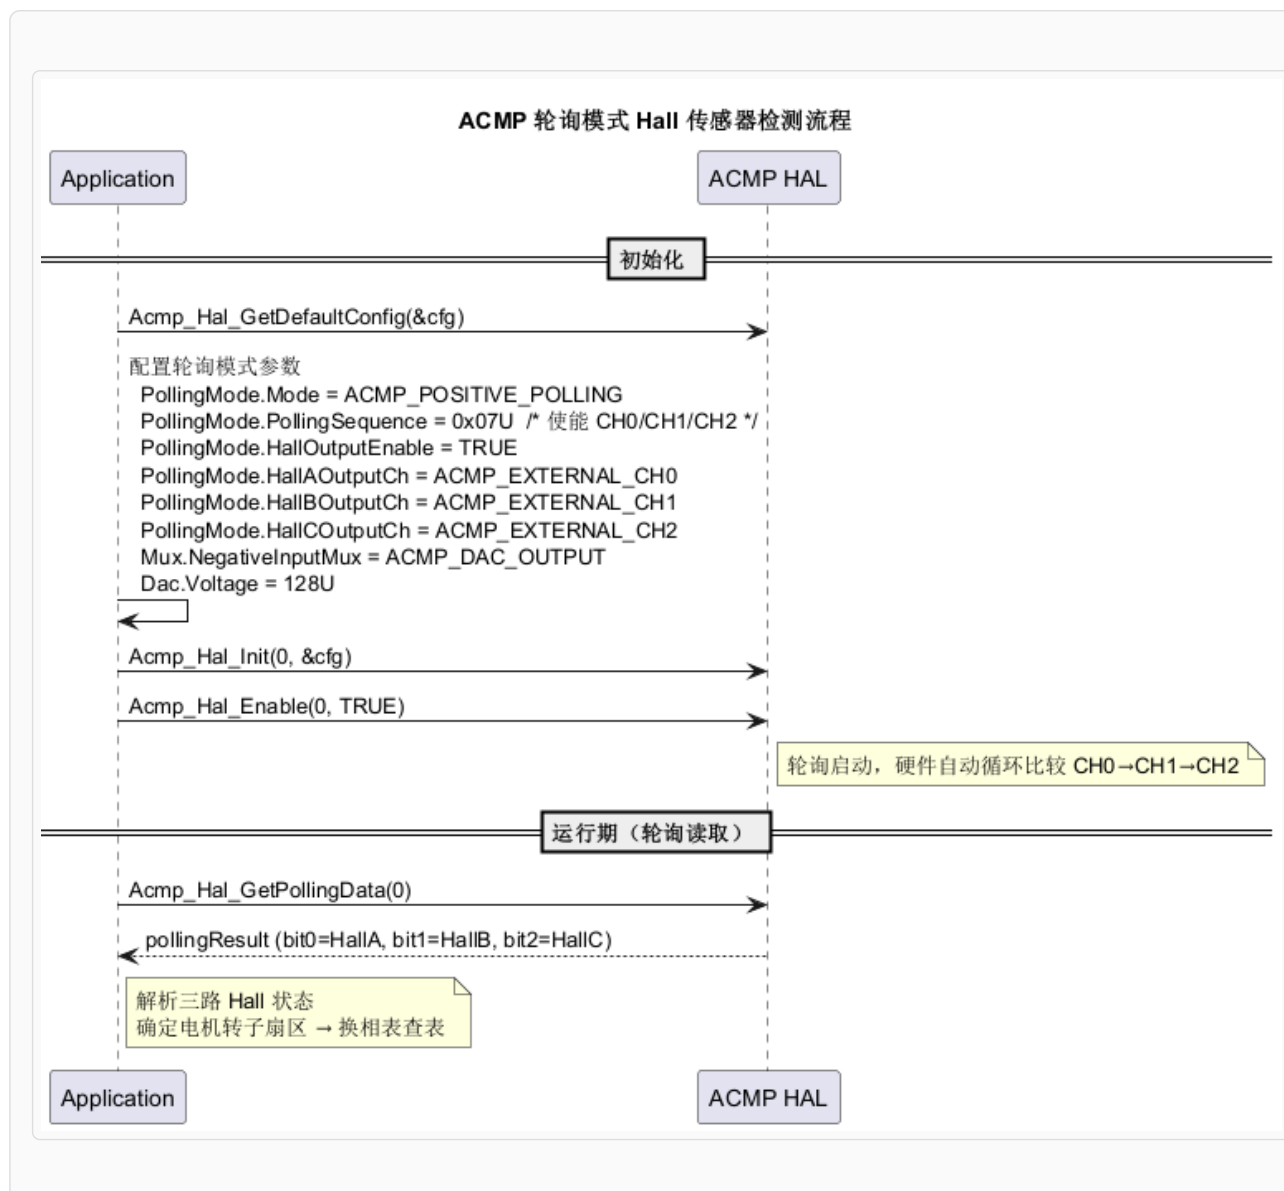 ACMP 轮询模式 Hall 传感器检测流程
Application
ACMP HAL
初始化
Acmp_Hal_GetDefaultConfig(&cfg)
配置轮询模式参数
PollingMode.Mode = ACMP_POSITIVE_POLLING
PollingMode.PollingSequence = 0x07U /* 使能 CH0/CH1/CH2 */
PollingMode.HallOutputEnable = TRUE
PollingMode.HallAOutputCh = ACMP_EXTERNAL_CH0
PollingMode.HallBOutputCh = ACMP_EXTERNAL_CH1
PollingMode.HallCOutputCh = ACMP_EXTERNAL_CH2
Mux.NegativeInputMux = ACMP_DAC_OUTPUT
Dac.Voltage = 128U
Acmp_Hal_Init(0, &cfg)
Acmp_Hal_Enable(0, TRUE)
轮询启动，硬件自动循环比较 CH0→CH1→CH2
运行期（轮询读取）
Acmp_Hal_GetPollingData(0)
pollingResult (bit0=HallA, bit1=HallB, bit2=HallC)
解析三路 Hall 状态
确定电机转子扇区 → 换相表查表
Application
ACMP HAL